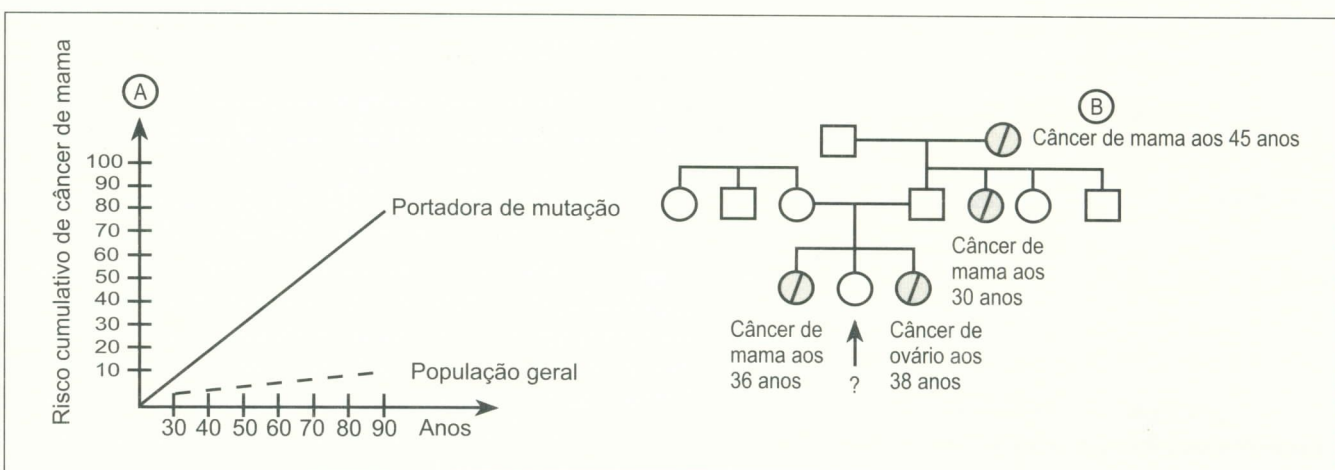 Risco cumulativo de câncer de mama
A
100
90
80
70
60
50
40
30
20
10
Portadora de mutação
População geral
30 40 50 60 70 80 90 Anos
B
Câncer de mama aos 45 anos
Câncer de
mama aos
30 anos
Câncer de
mama aos
36 anos
?
Câncer de
ovário aos
38 anos